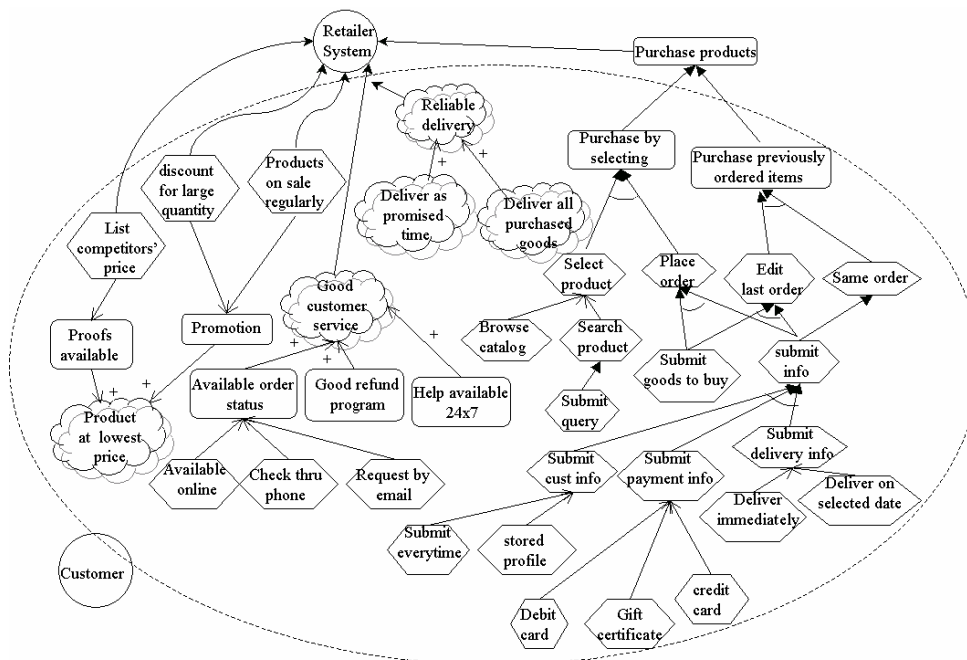 Retailer
System
Purchase products
Reliable
delivery
Purchase by
selecting
Purchase previously
ordered items
discount
for large
quantity
Products
on sale
regularly
+
+
Deliver as
promised
time
Deliver all
purchased
goods
List
competitors'
price
Select
product
Place
order
Edit
last order
Same order
Good
customer
service
Proofs
available
Promotion
Browse
catalog
Search
product
Submit
goods to buy
submit
info
+
+
+
Available order
status
Good refund
program
Help available
24x7
+
+
Submit
query
Product
at lowest
price
Submit
delivery info
Available
online
Check thru
phone
Request by
email
Submit
cust info
Submit
payment info
Deliver
immediately
Deliver on
selected date
Submit
everytime
stored
profile
Customer
Debit
card
Gift
certificate
credit
card